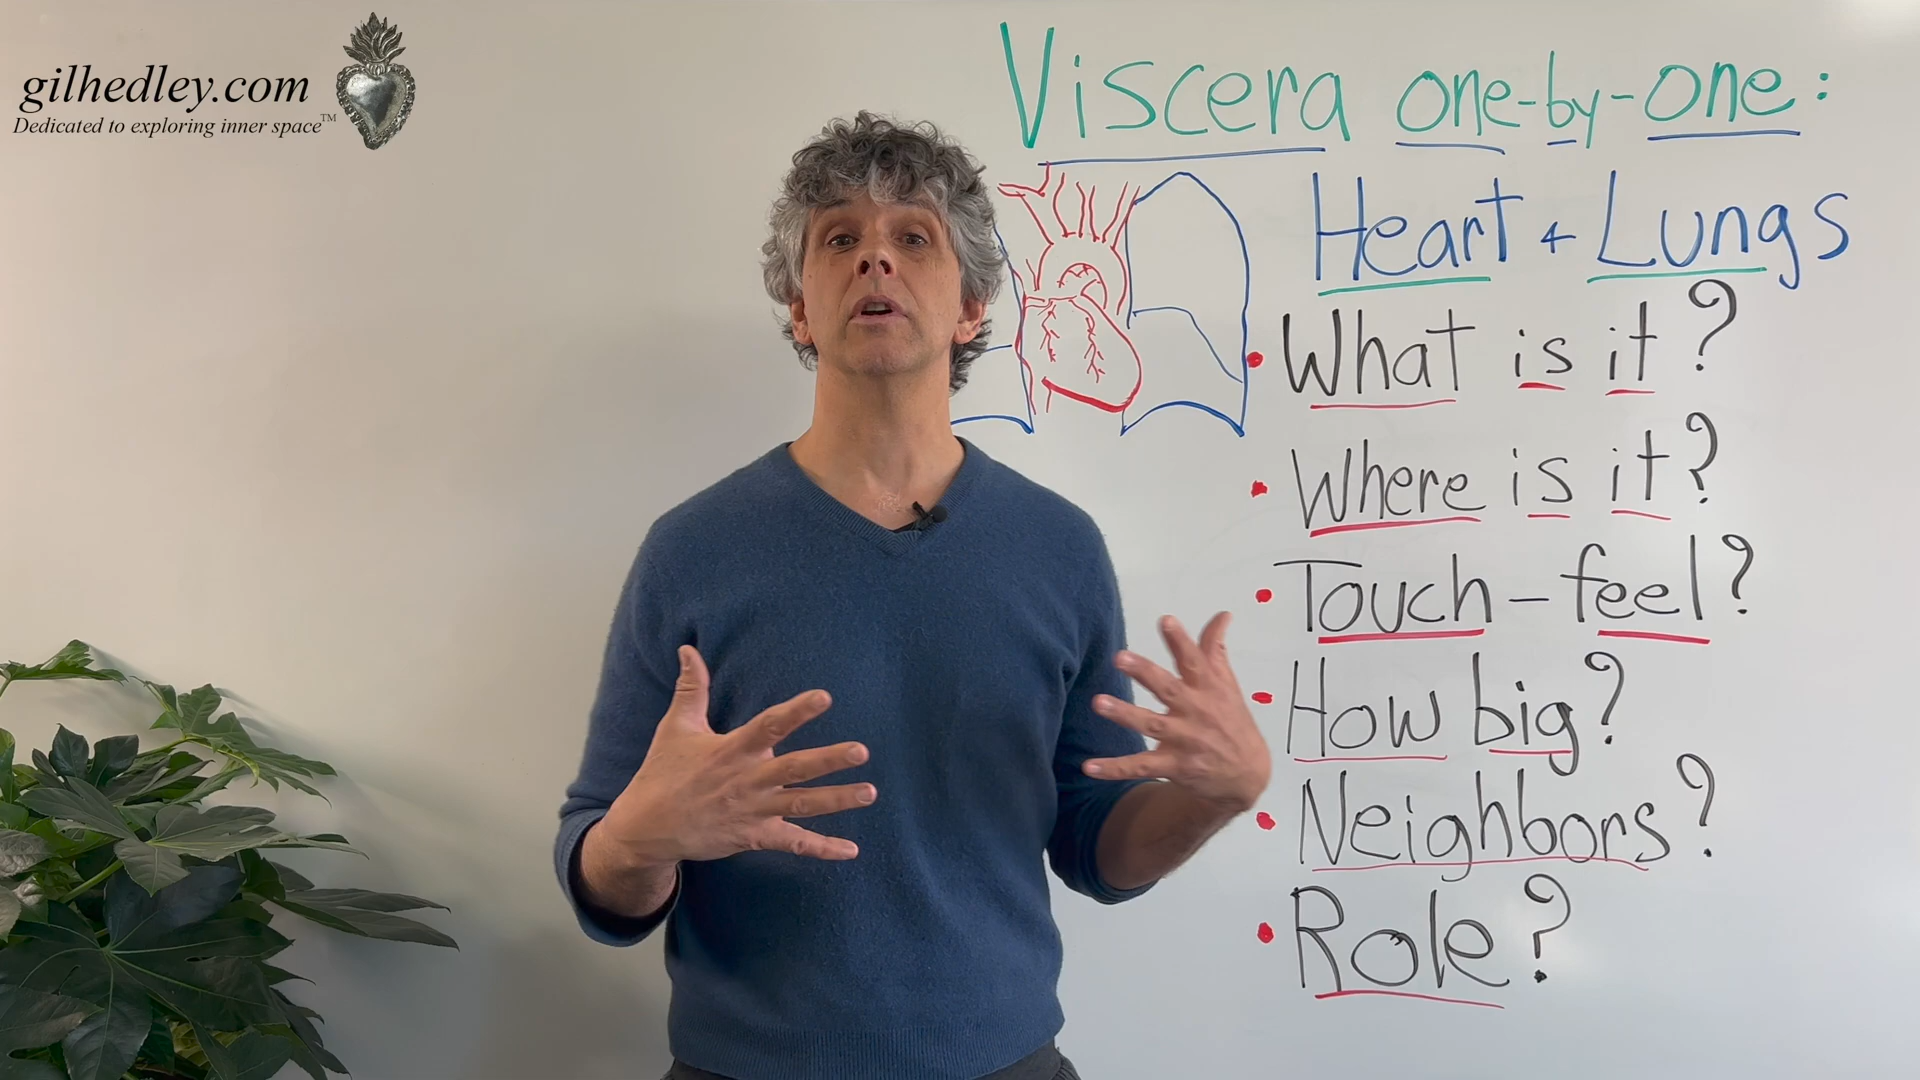 gilhedley.com
Dedicated to exploring inner space™
Viscera one-by-one:
Heart + Lungs
• What is it?
• Where is it?
• Touch - feel?
• How big?
• Neighbors?
• Role?